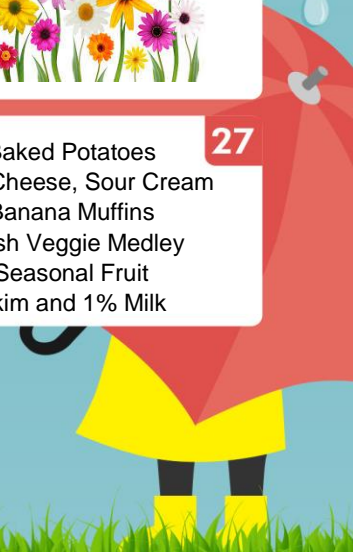 27
Baked Potatoes
Cheese, Sour Cream
Banana Muffins
sh Veggie Medley
Seasonal Fruit
kim and 1% Milk